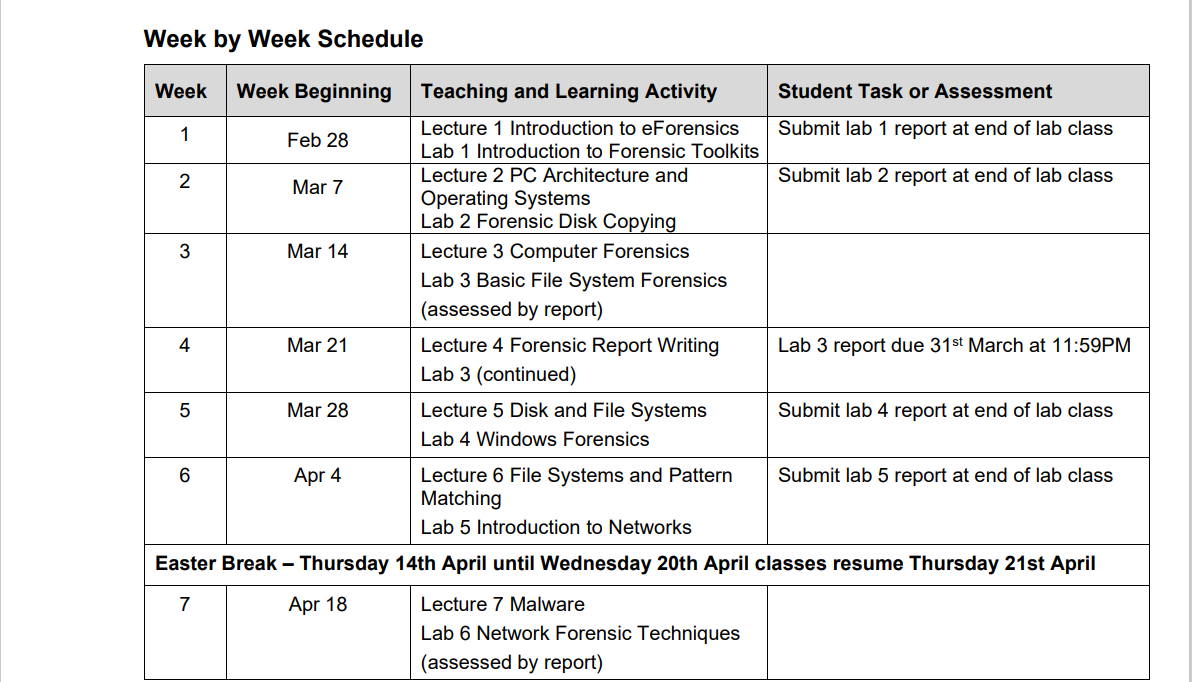 Week by Week Schedule
Week Week Beginning Teaching and Learning Activity Student Task or Assessment
1 Feb 28 Lecture 1 Introduction to eForensics Submit lab 1 report at end of lab class
Lab 1 Introduction to Forensic Toolkits
2 Mar 7 Lecture 2 PC Architecture and Submit lab 2 report at end of lab class
Operating Systems
Lab 2 Forensic Disk Copying
3 Mar 14 Lecture 3 Computer Forensics
Lab 3 Basic File System Forensics
(assessed by report)
4 Mar 21 Lecture 4 Forensic Report Writing Lab 3 report due 31st March at 11:59PM
Lab 3 (continued)
5 Mar 28 Lecture 5 Disk and File Systems Submit lab 4 report at end of lab class
Lab 4 Windows Forensics
6 Apr 4 Lecture 6 File Systems and Pattern Submit lab 5 report at end of lab class
Matching
Lab 5 Introduction to Networks
Easter Break – Thursday 14th April until Wednesday 20th April classes resume Thursday 21st April
7 Apr 18 Lecture 7 Malware
Lab 6 Network Forensic Techniques
(assessed by report)